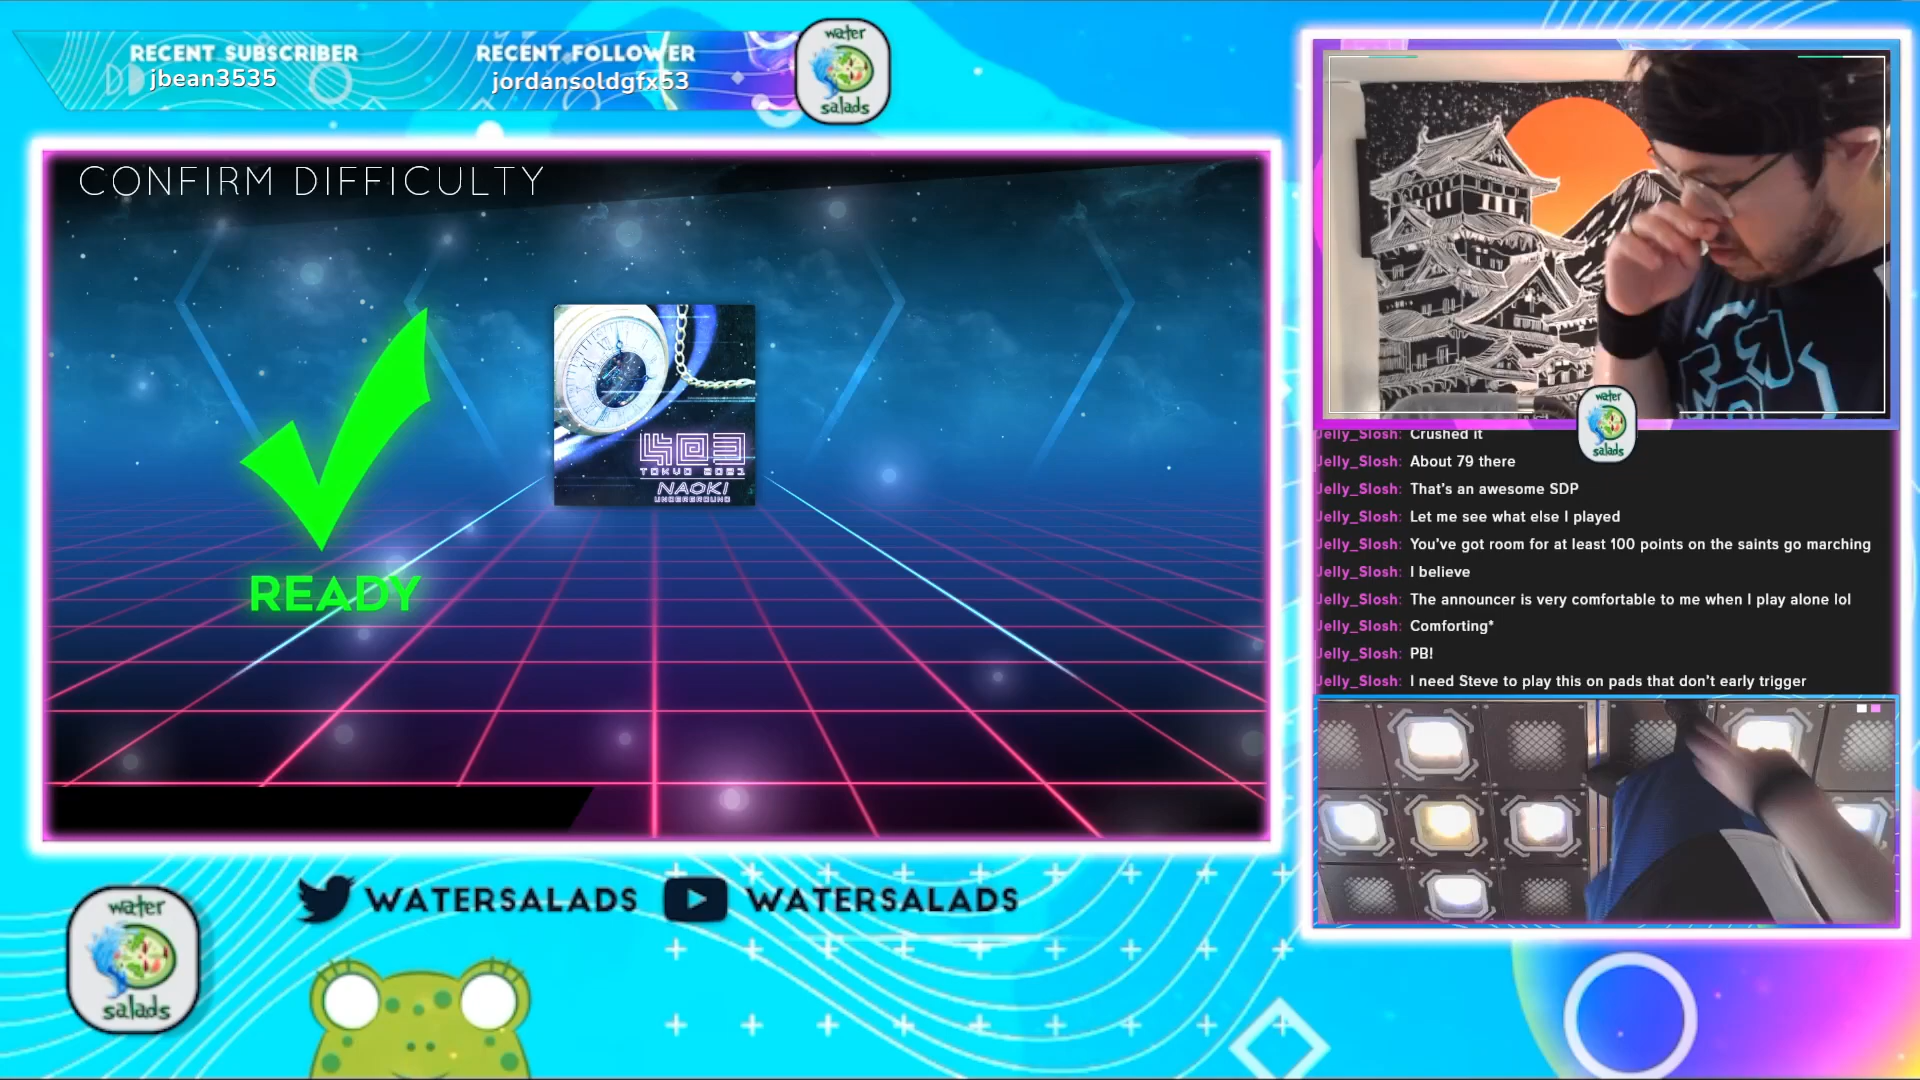 RECENT SUBSCRIBER
jbean3535
RECENT FOLLOWER
jordansoldgfx53
water
salads
CONFIRM DIFFICULTY
403
TOKYO 2021
NAOKI
UNDERGROUND
READY
water
salads
Jelly_Slosh: Crushed it
Jelly_Slosh: About 79 there
Jelly_Slosh: That's an awesome SDP
Jelly_Slosh: Let me see what else I played
Jelly_Slosh: You've got room for at least 100 points on the saints go marching
Jelly_Slosh: I believe
Jelly_Slosh: The announcer is very comfortable to me when I play alone lol
Jelly_Slosh: Comforting*
Jelly_Slosh: PB!
Jelly_Slosh: I need Steve to play this on pads that don't early trigger
WATERSALADS
WATERSALADS
water
salads